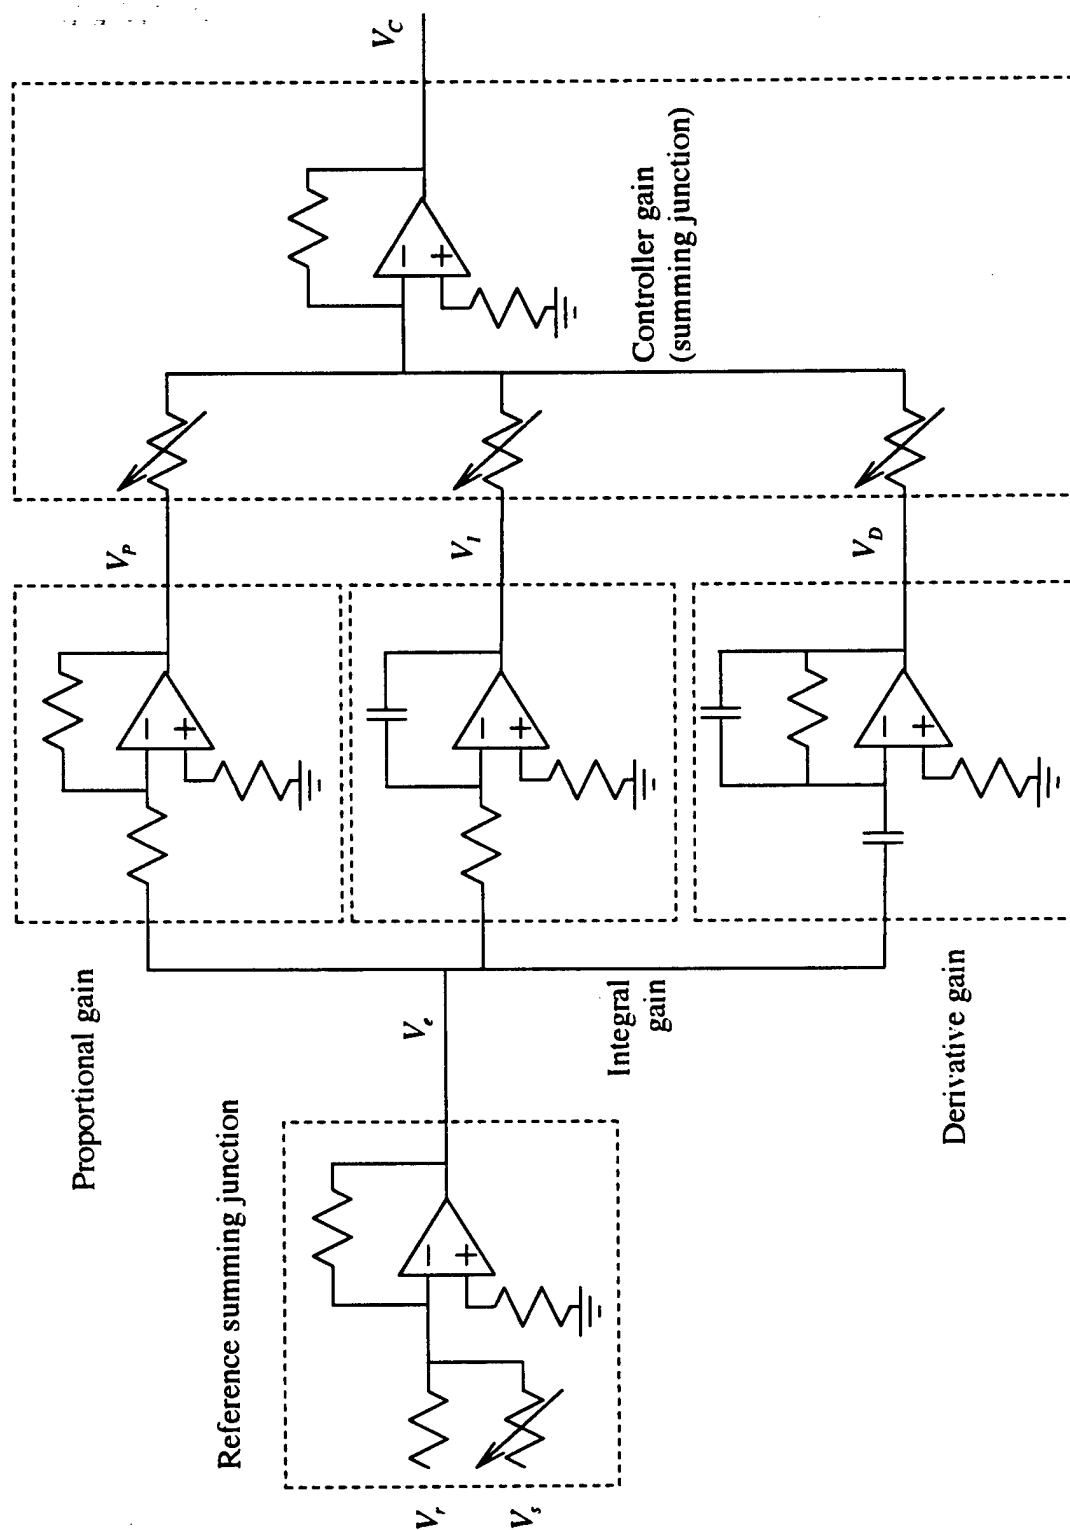 Proportional gain
Reference summing junction
V_r
V_s
V_e
Integral
gain
Derivative gain
V_P
V_I
V_D
Controller gain
(summing junction)
V_C